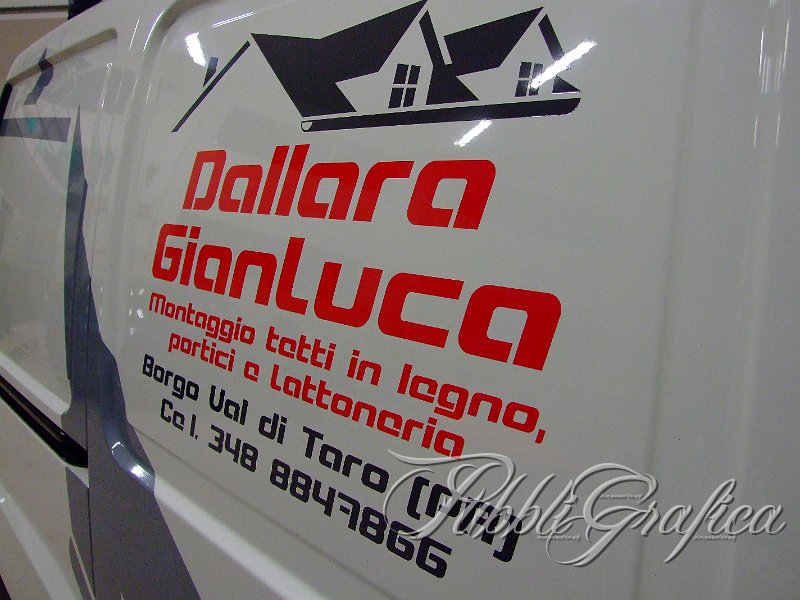 Dallara
Gianluca
Montaggio tetti in legno,
portici e lattoneria
Borgo Val di Taro (PR)
Cel. 348 8847866
PubbliGrafica